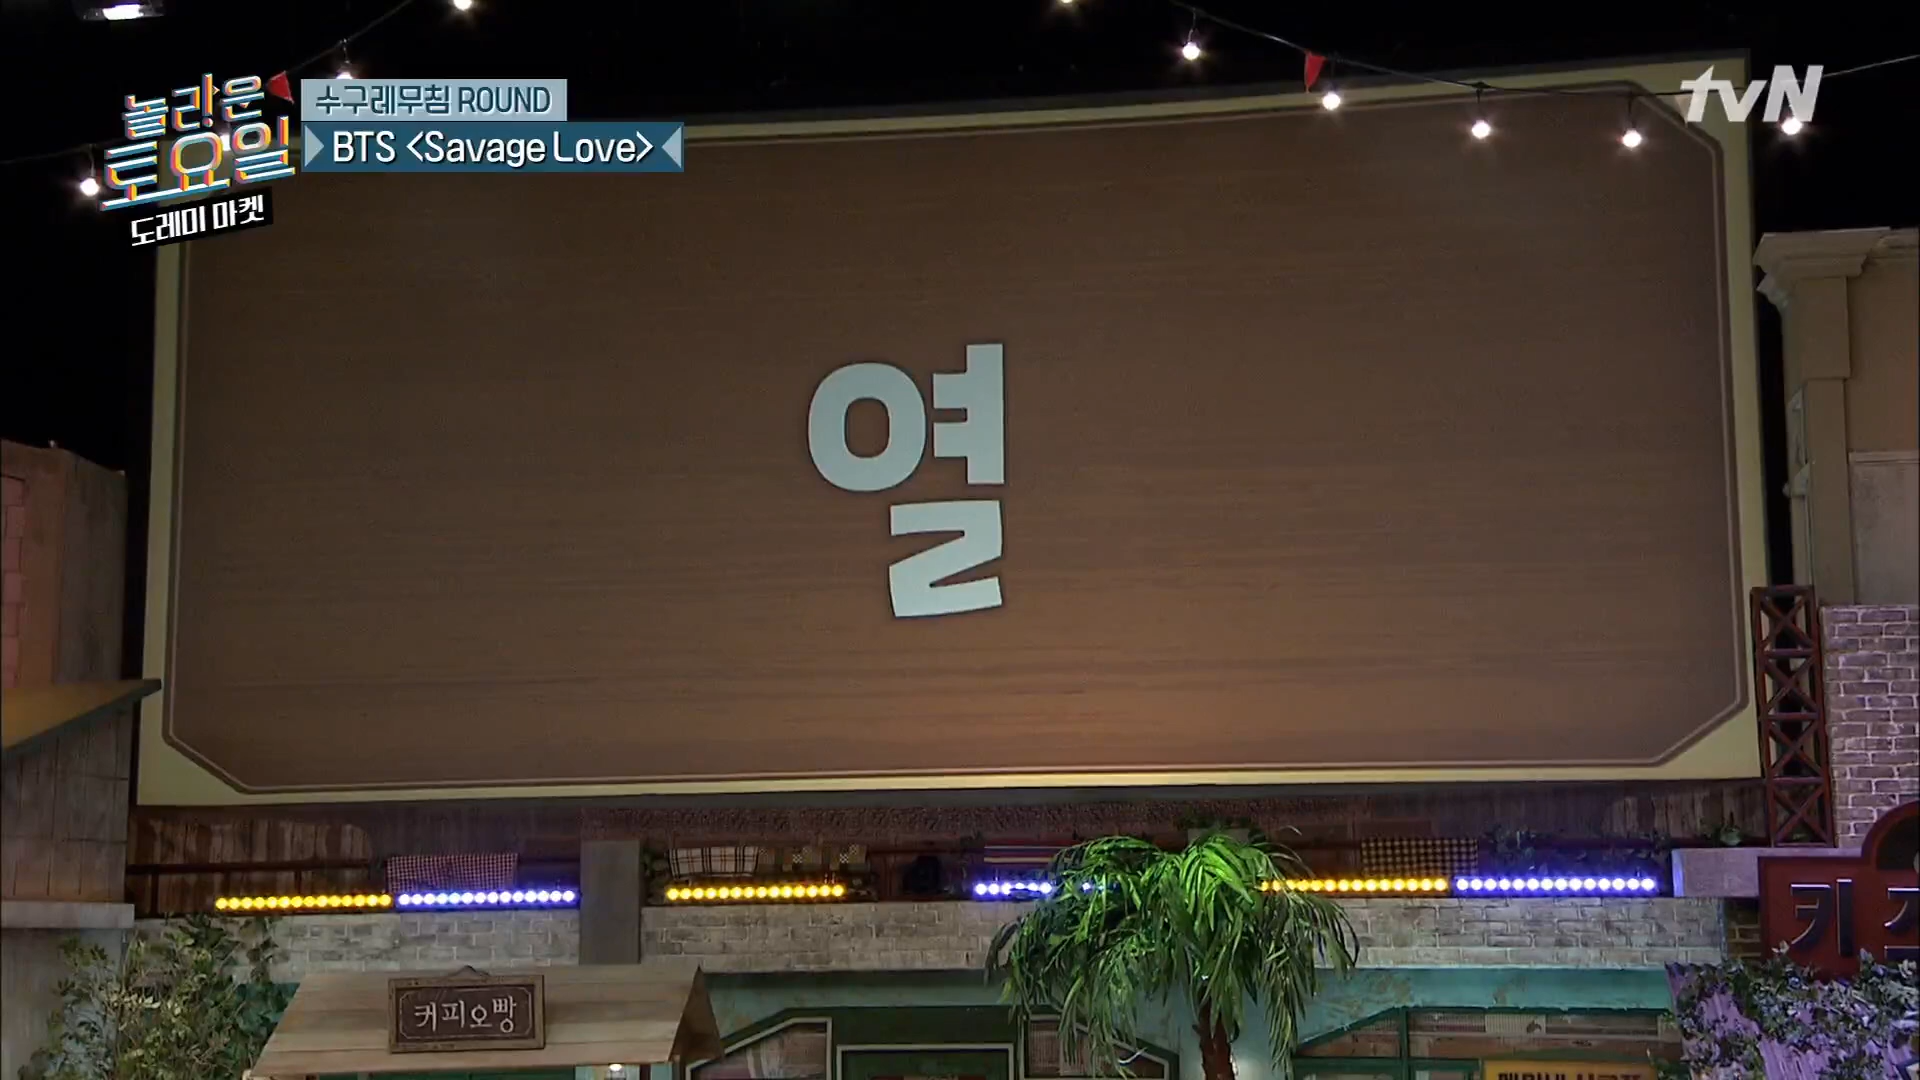 놀라운
토요일
도레미 마켓
수구레무침 ROUND
BTS <Savage Love>
tvN
열
커피오빵
키